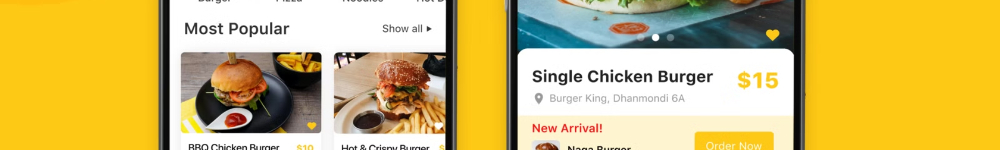 Burger Pizza Noodles Hot D
Most Popular
Show all
BBQ Chicken Burger $10
Hot & Crispy Burger $
Single Chicken Burger
$15
Burger King, Dhanmondi 6A
New Arrival!
Naga Burger
Order Now